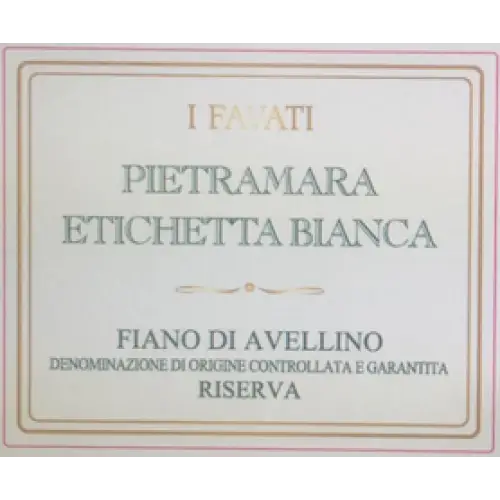 I FAVATI
PIETRAMARA
ETICHETTA BIANCA
FIANO DI AVELLINO
DENOMINAZIONE DI ORIGINE CONTROLLATA E GARANTITA
RISERVA